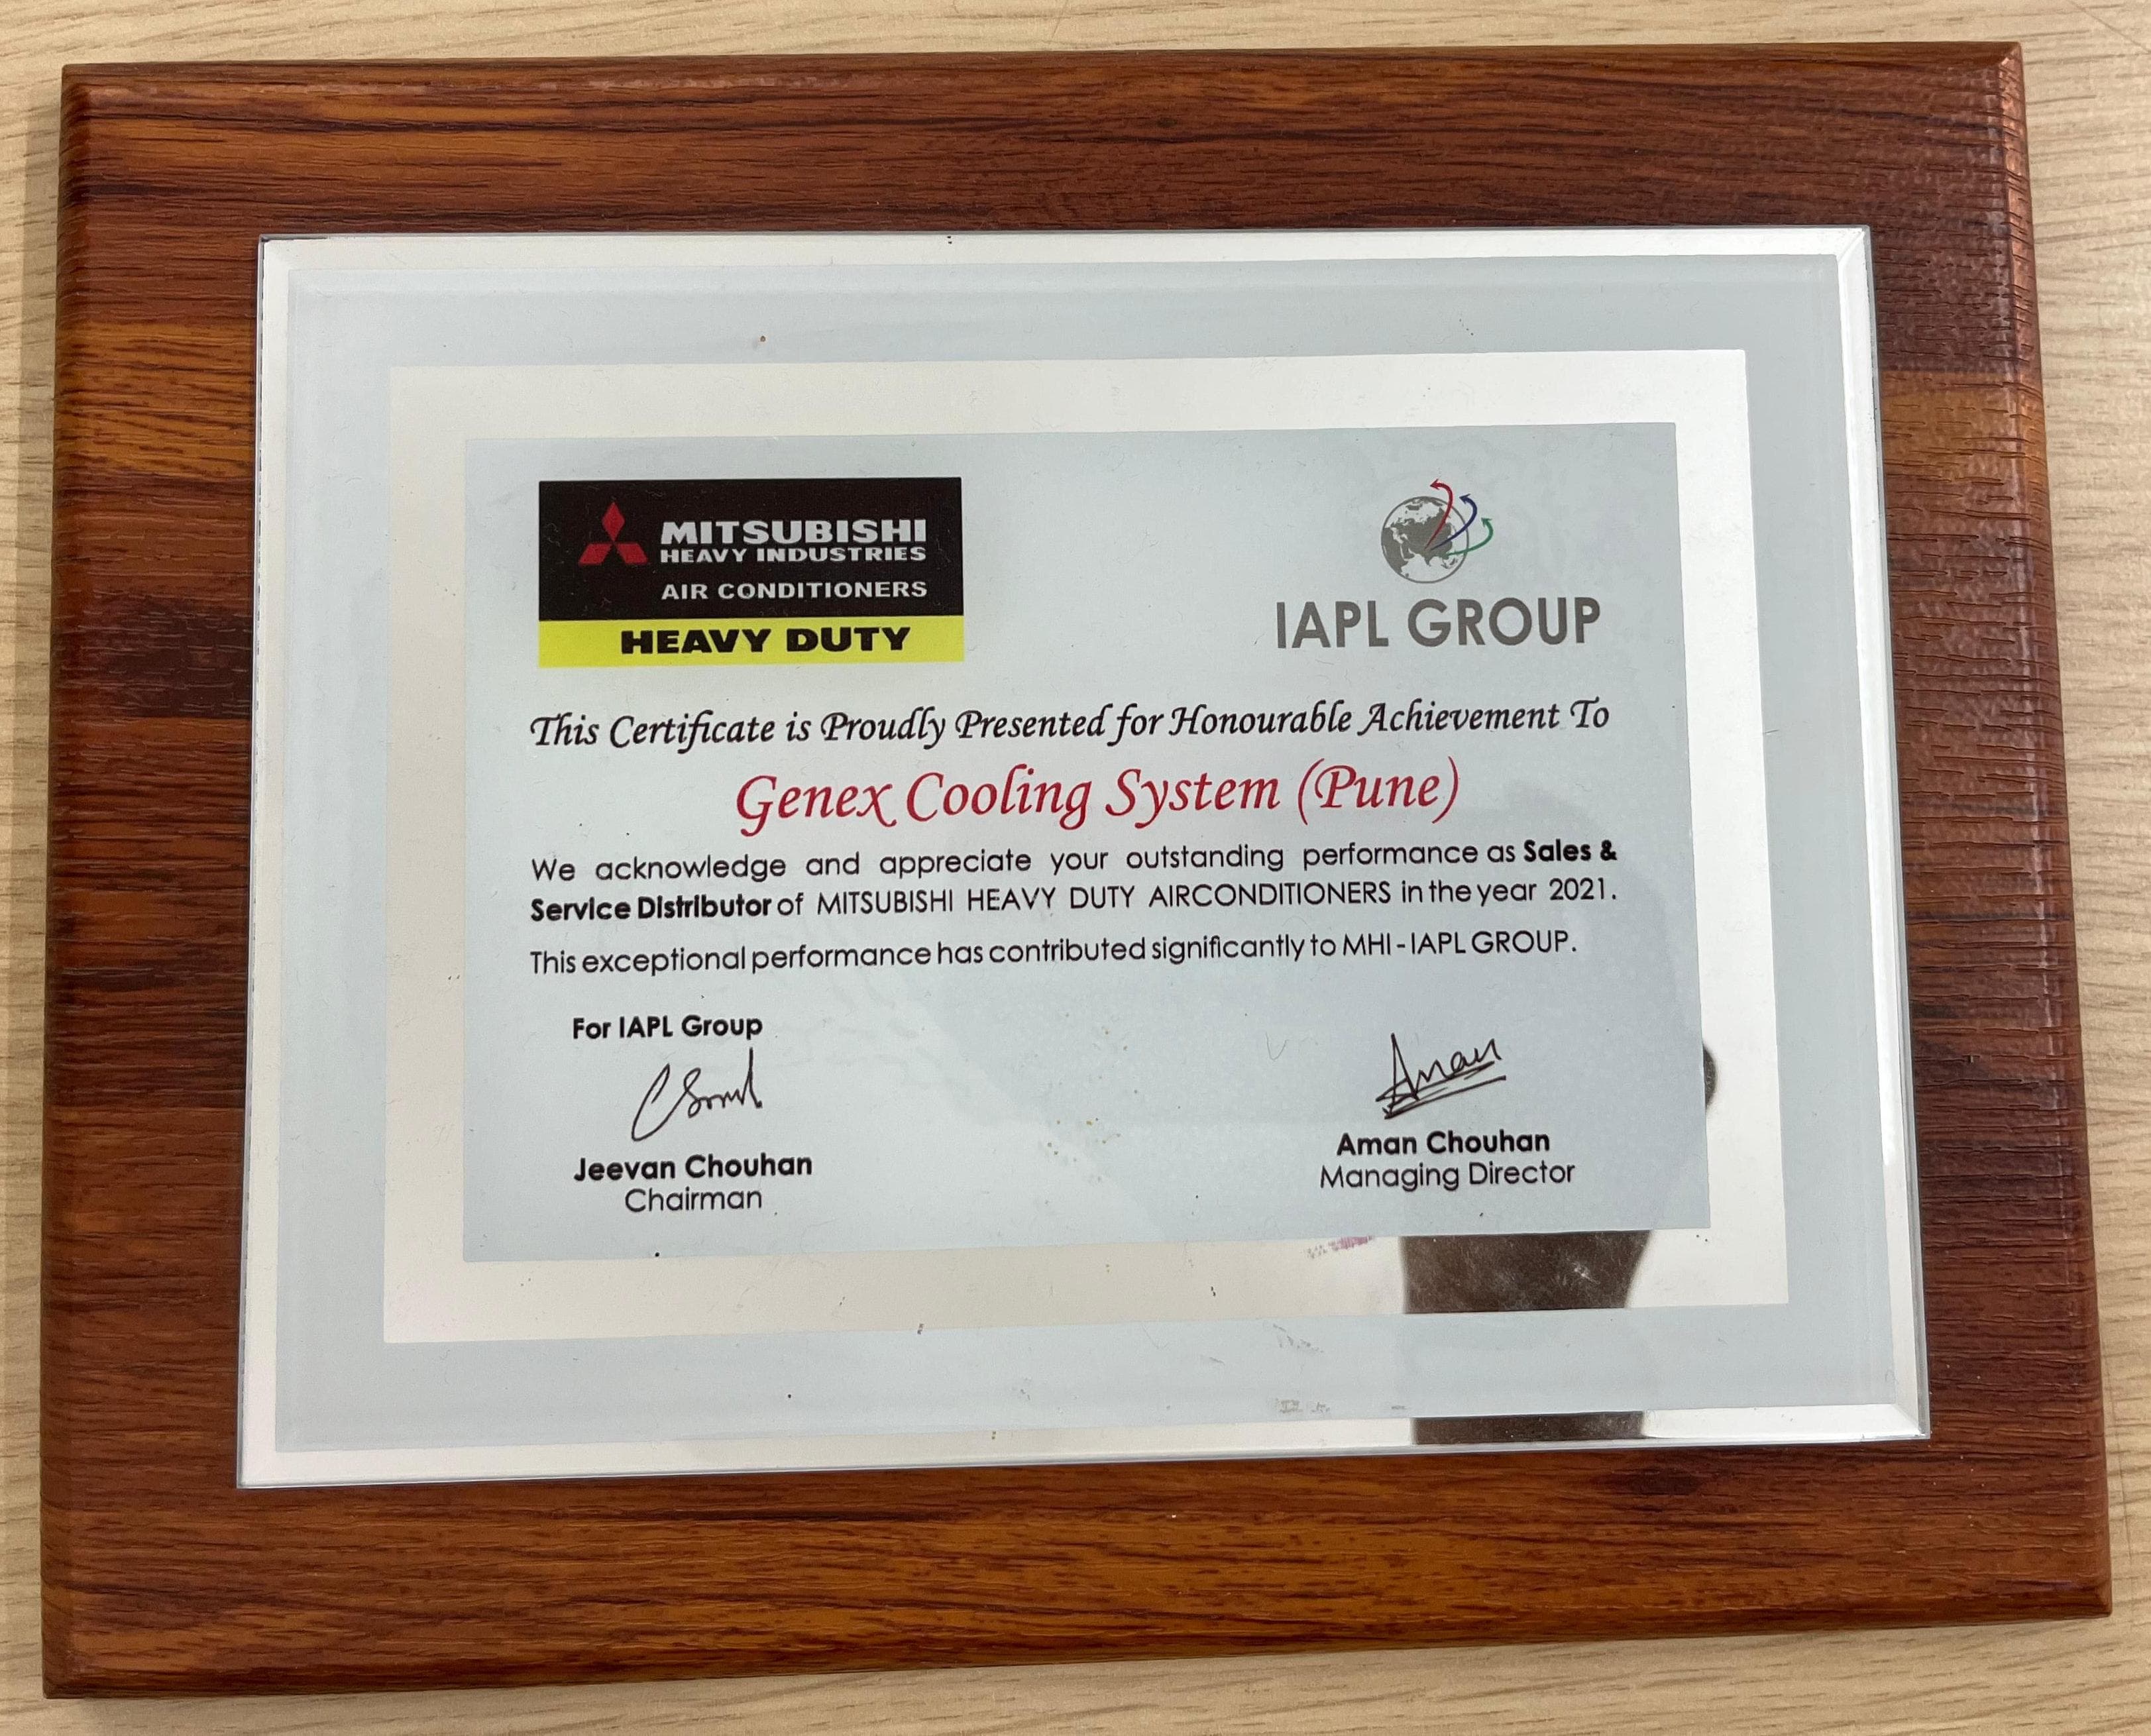 MITSUBISHI
HEAVY INDUSTRIES
AIR CONDITIONERS
HEAVY DUTY
IAPL GROUP
This Certificate is Proudly Presented for Honourable Achievement To
Genex Cooling System (Pune)
We acknowledge and appreciate your outstanding performance as Sales &
Service Distributor of MITSUBISHI HEAVY DUTY AIRCONDITIONERS in the year 2021.
This exceptional performance has contributed significantly to MHI - IAPL GROUP.
For IAPL Group
Jeevan Chouhan
Chairman
Aman
Aman Chouhan
Managing Director